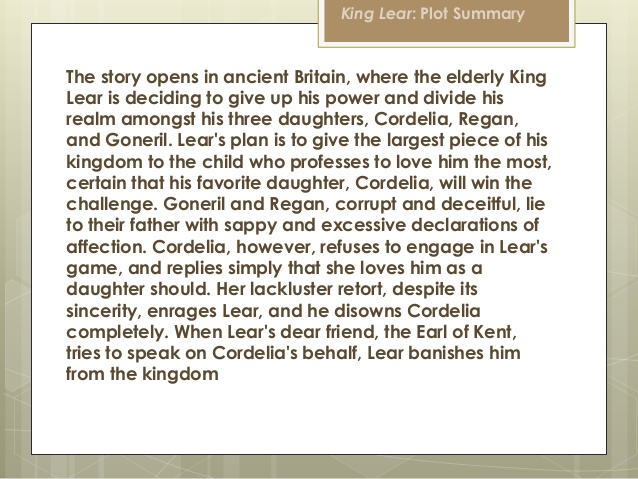 King Lear: Plot Summary
The story opens in ancient Britain, where the elderly King
Lear is deciding to give up his power and divide his
realm amongst his three daughters, Cordelia, Regan,
and Goneril. Lear's plan is to give the largest piece of his
kingdom to the child who professes to love him the most,
certain that his favorite daughter, Cordelia, will win the
challenge. Goneril and Regan, corrupt and deceitful, lie
to their father with sappy and excessive declarations of
affection. Cordelia, however, refuses to engage in Lear's
game, and replies simply that she loves him as a
daughter should. Her lackluster retort, despite its
sincerity, enrages Lear, and he disowns Cordelia
completely. When Lear's dear friend, the Earl of Kent,
tries to speak on Cordelia's behalf, Lear banishes him
from the kingdom